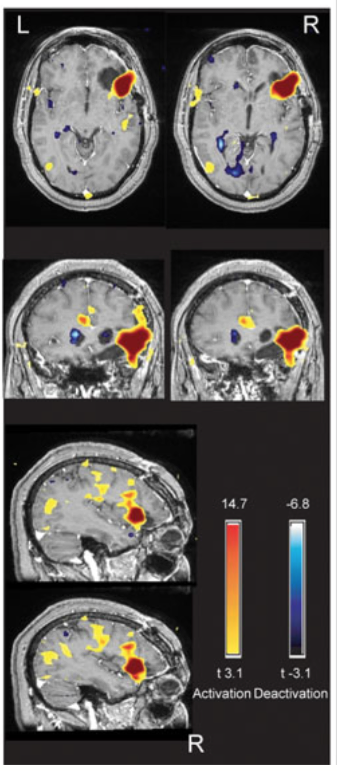 L R
14.7 -6.8
t 3.1 t -3.1
Activation Deactivation
R